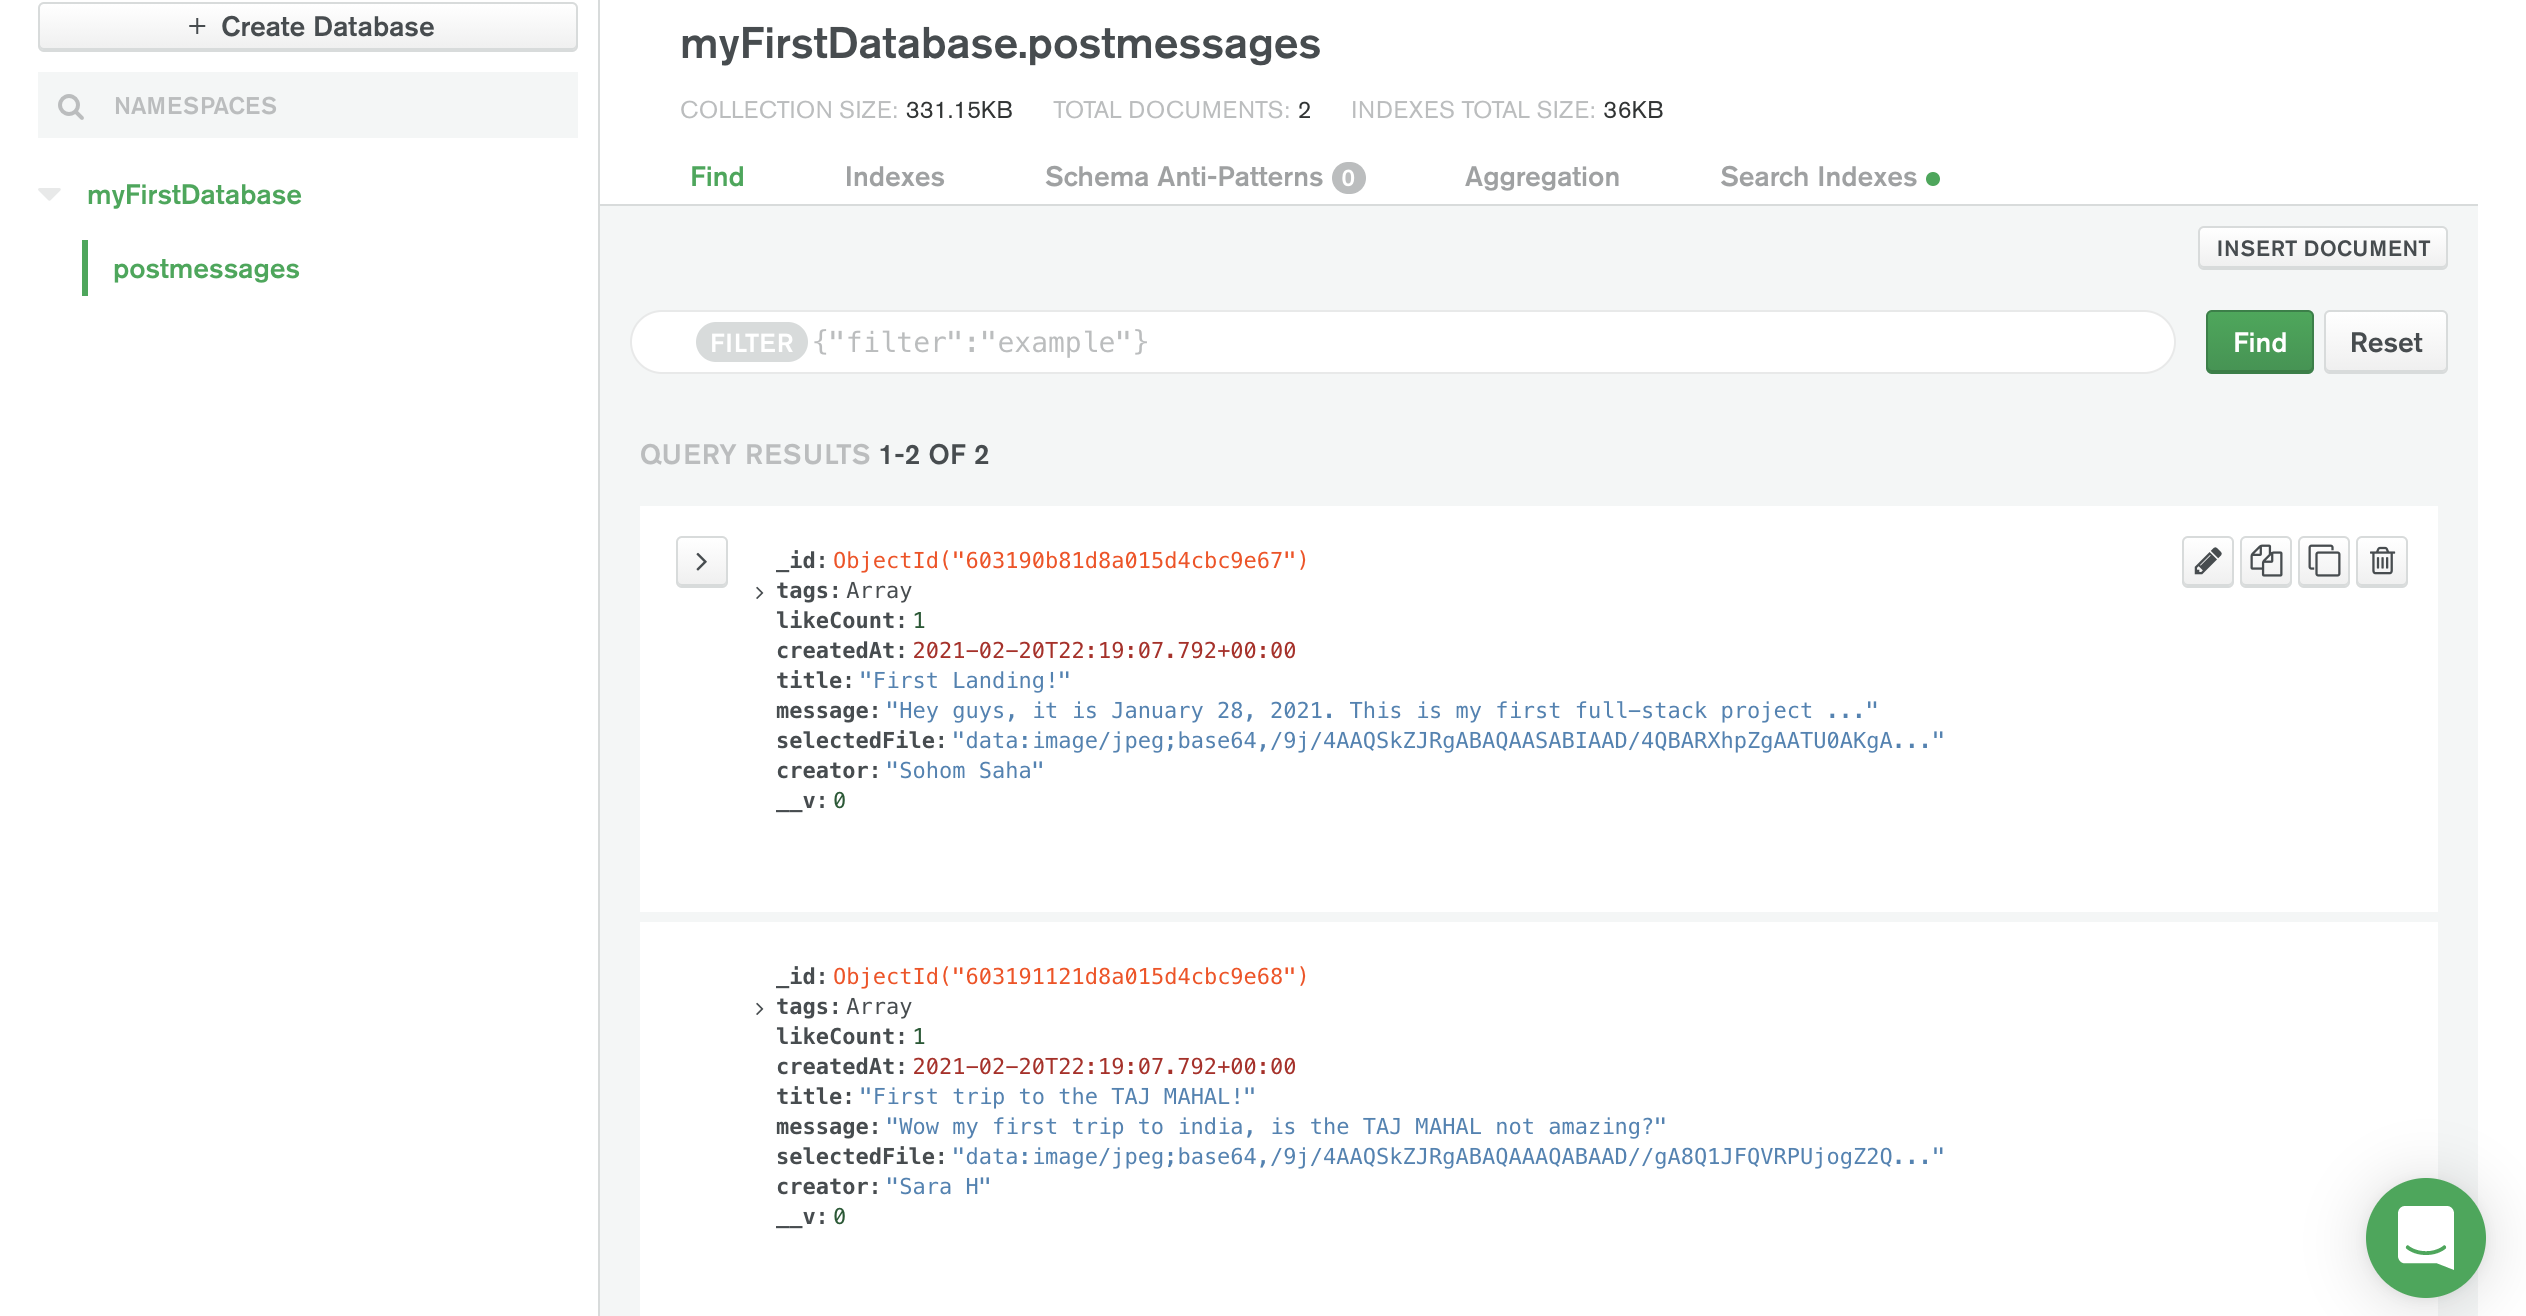 + Create Database
NAMESPACES
myFirstDatabase
postmessages
myFirstDatabase.postmessages
COLLECTION SIZE: 331.15KB TOTAL DOCUMENTS: 2 INDEXES TOTAL SIZE: 36KB
Find Indexes Schema Anti-Patterns 0 Aggregation Search Indexes
INSERT DOCUMENT
FILTER {"filter":"example"} Find Reset
QUERY RESULTS 1-2 OF 2
_id: ObjectId("603190b81d8a015d4cbc9e67")
tags: Array
likeCount: 1
createdAt: 2021-02-20T22:19:07.792+00:00
title: "First Landing!"
message: "Hey guys, it is January 28, 2021. This is my first full-stack project ..."
selectedFile: "data:image/jpeg;base64,/9j/4AAQSkZJRgABAQAASABIAAD/4QBARXhpZgAATU0AKgA..."
creator: "Sohom Saha"
__v: 0
_id: ObjectId("603191121d8a015d4cbc9e68")
tags: Array
likeCount: 1
createdAt: 2021-02-20T22:19:07.792+00:00
title: "First trip to the TAJ MAHAL!"
message: "Wow my first trip to india, is the TAJ MAHAL not amazing?"
selectedFile: "data:image/jpeg;base64,/9j/4AAQSkZJRgABAQAAAQABAAD//gA8Q1JFQVRPUjogZ2Q..."
creator: "Sara H"
__v: 0